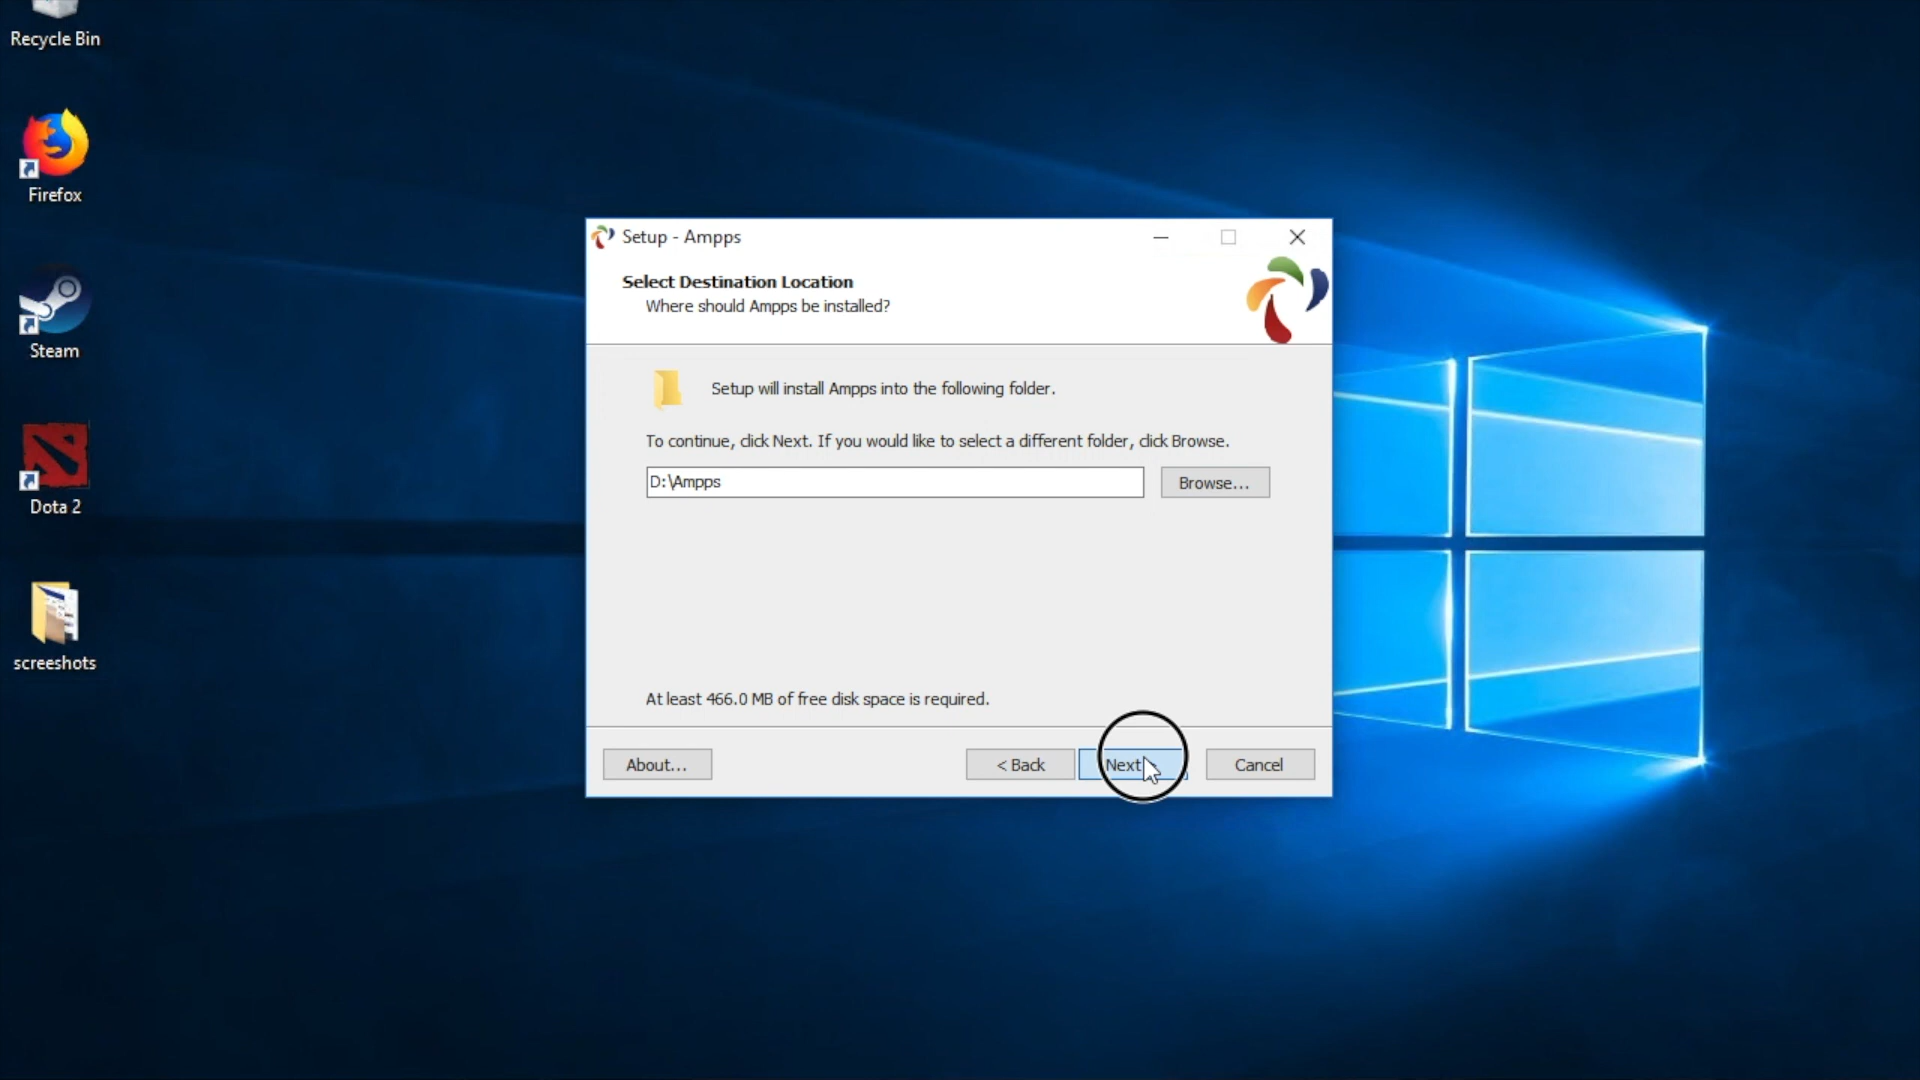 Recycle Bin
Firefox
Steam
Dota 2
screeshots
Setup - Ampps
Select Destination Location
Where should Ampps be installed?
Setup will install Ampps into the following folder.
To continue, click Next. If you would like to select a different folder, click Browse.
D:\Ampps
Browse...
At least 466.0 MB of free disk space is required.
About...
< Back
Next
Cancel